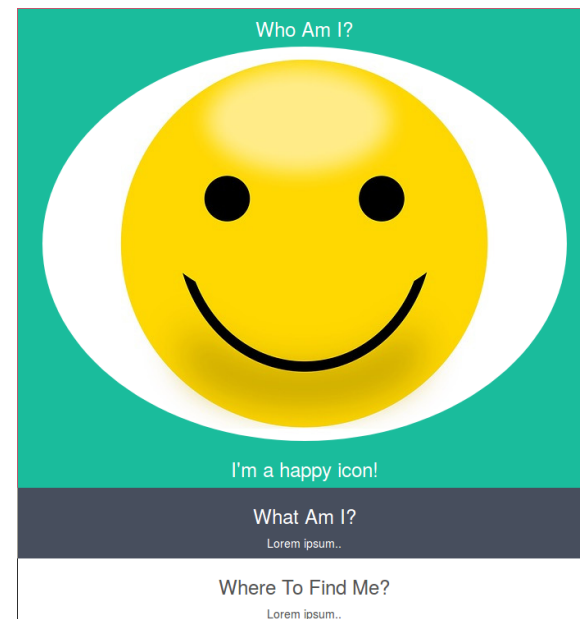 Who Am I?
I'm a happy icon!
What Am I?
Lorem ipsum..
Where To Find Me?
Lorem ipsum..